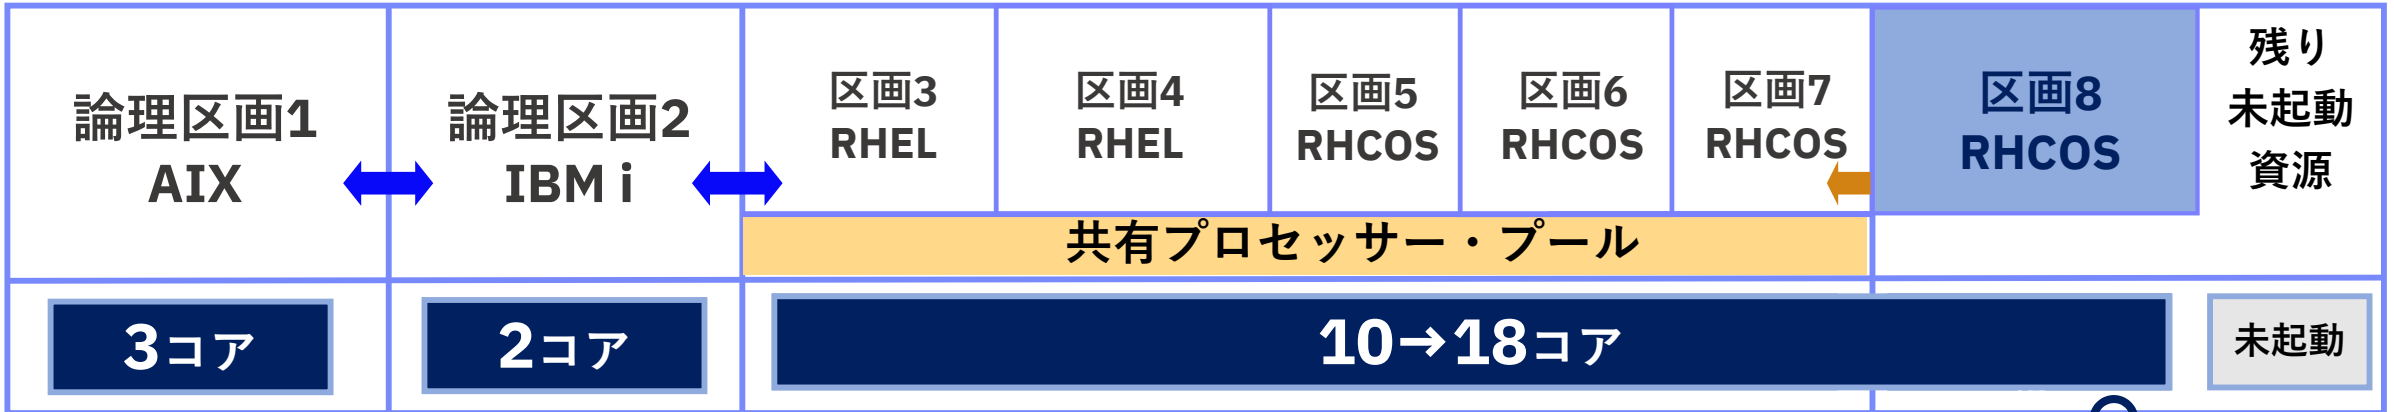 論理区画1
AIX
論理区画2
IBM i
区画3
RHEL
区画4
RHEL
区画5
RHCOS
区画6
RHCOS
区画7
RHCOS
区画8
RHCOS
残り
未起動
資源
共有プロセッサー・プール
3コア
2コア
10→18コア
未起動